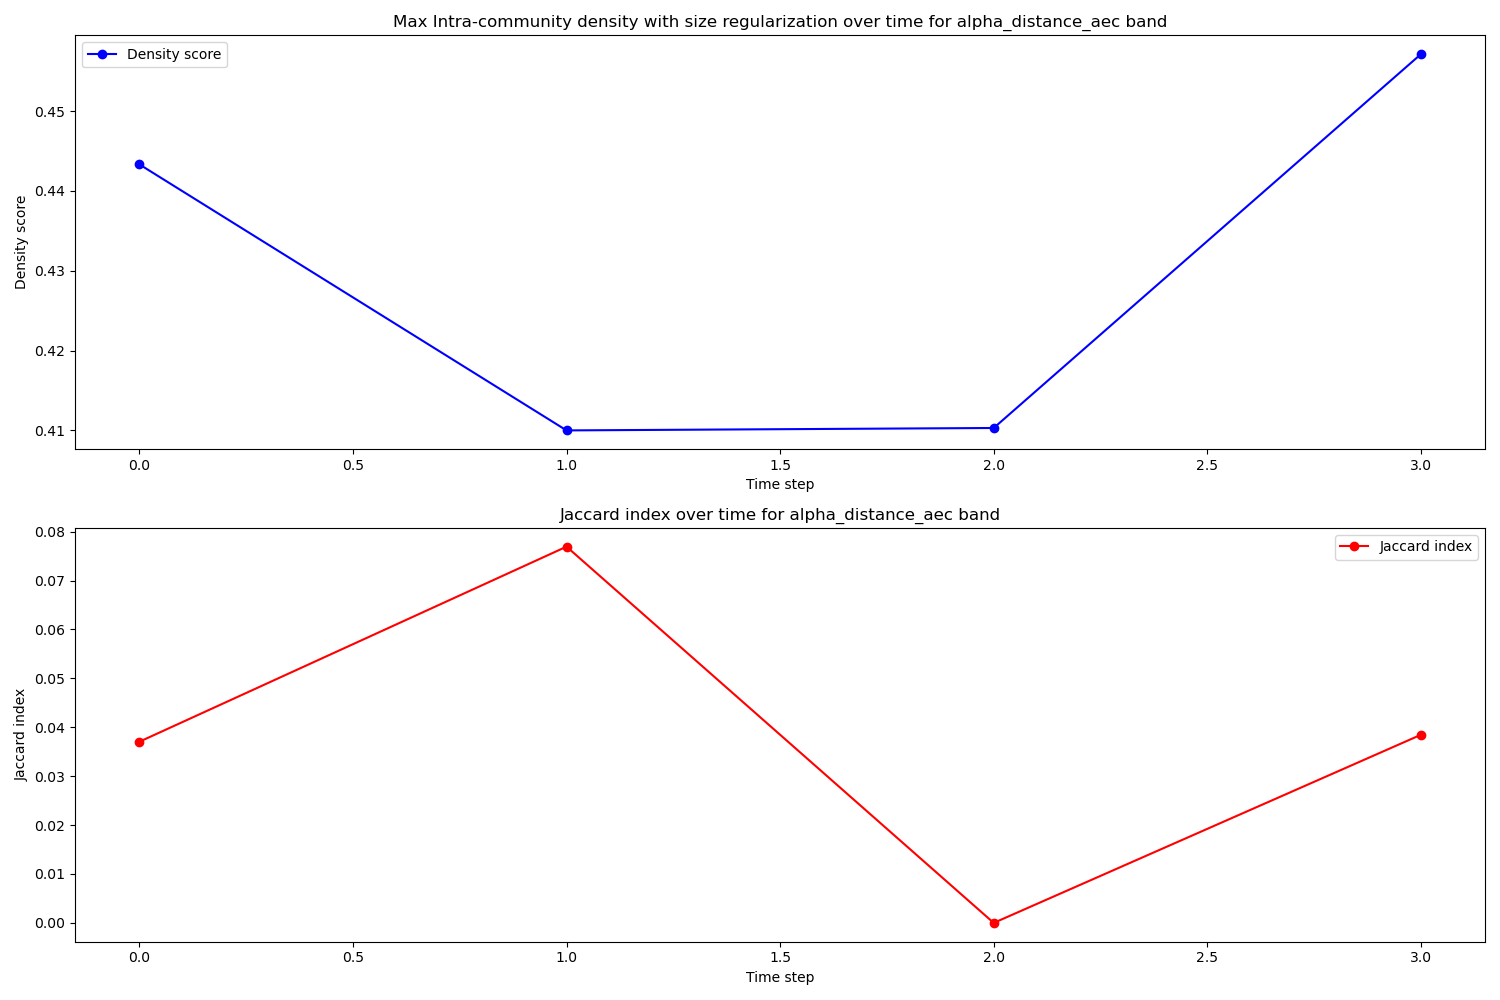 Max Intra-community density with size regularization over time for alpha_distance_aec band
Density score
0.45
0.44
0.43
0.42
0.41
Density score
0.0 0.5 1.0 1.5 2.0 2.5 3.0
Time step
Jaccard index over time for alpha_distance_aec band
Jaccard index
0.08
0.07
0.06
0.05
0.04
0.03
0.02
0.01
0.00
Jaccard index
0.0 0.5 1.0 1.5 2.0 2.5 3.0
Time step